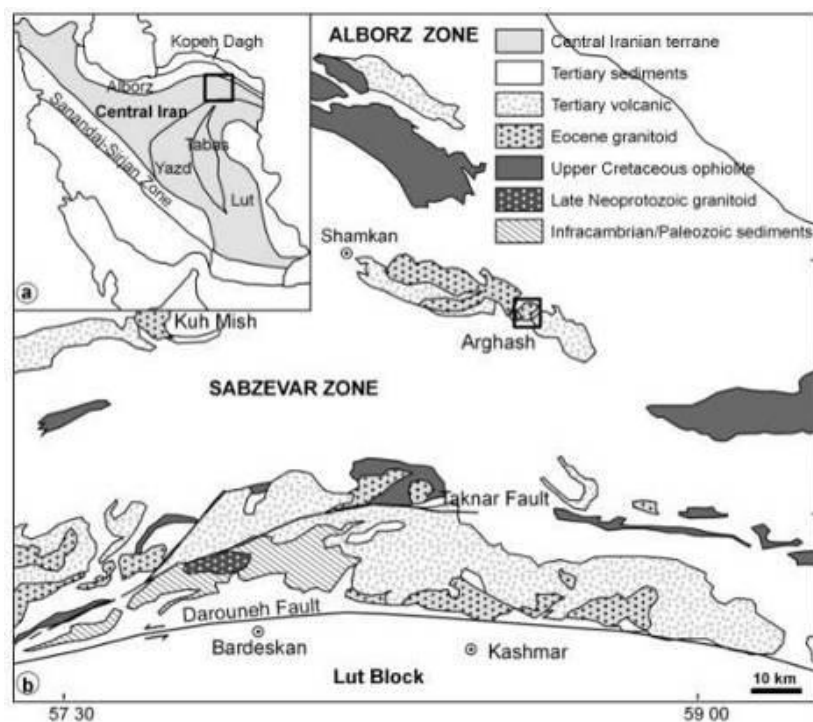 Kopeh Dagh
Alborz
Central Iran
Sanandaj-Sirjan Zone
Tabas
Yazd
Lut
a
ALBORZ ZONE
Central Iranian terrane
Tertiary sediments
Tertiary volcanic
Eocene granitoid
Upper Cretaceous ophiolite
Late Neoprotozoic granitoid
Infracambrian/Paleozoic sediments
Shamkan
Kuh Mish
Arghash
SABZEVAR ZONE
Taknar Fault
Darouneh Fault
Bardeskan
Kashmar
Lut Block
b
10 km
57 30
59 00